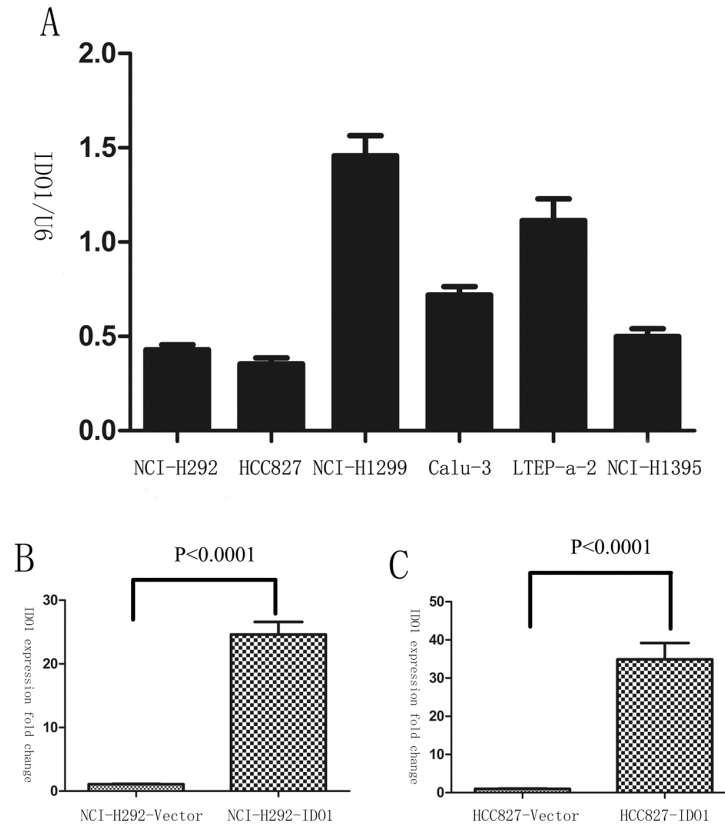 A
2.0
1.5
1.0
0.5
0.0
IDO1/U6
NCI-H292 HCC827 NCI-H1299 Calu-3 LTEP-a-2 NCI-H1395
B
P<0.0001
30
20
10
0
IDO1 expression fold change
NCI-H292-Vector NCI-H292-IDO1
C
P<0.0001
50
40
30
20
10
0
IDO1 expression fold change
HCC827-Vector HCC827-IDO1